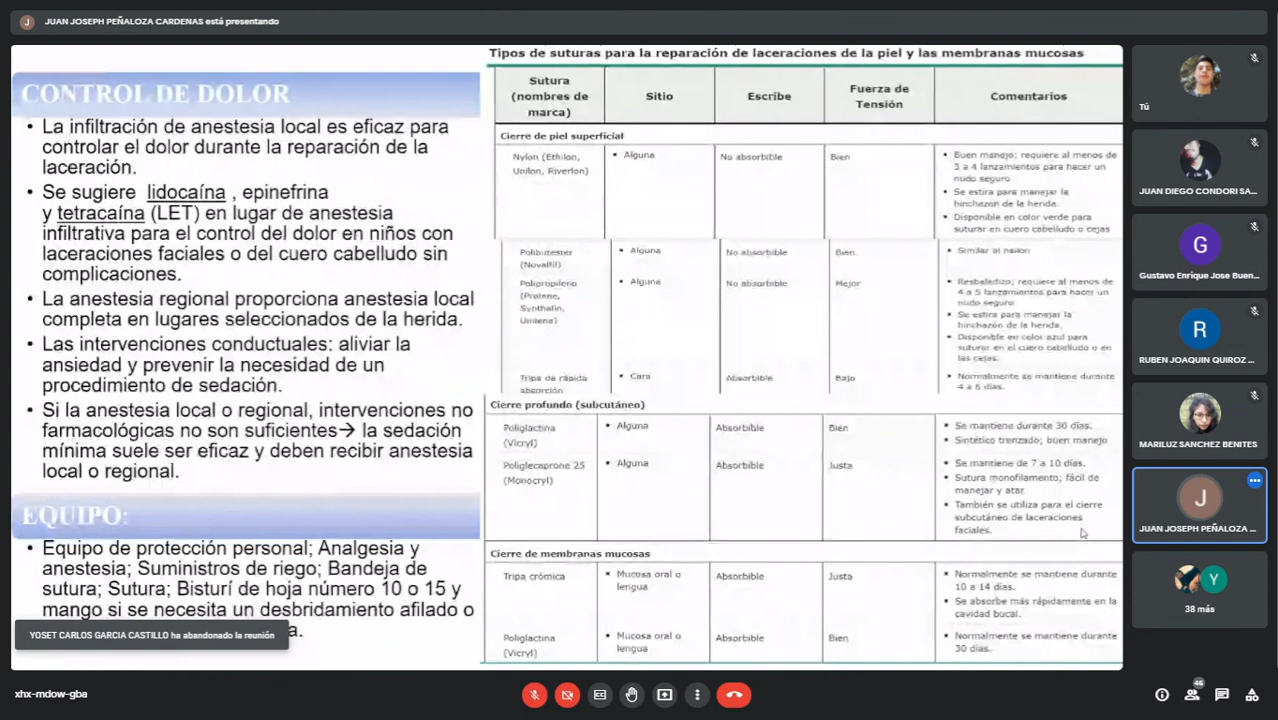 J JUAN JOSEPH PEÑALOZA CARDENAS está presentando
CONTROL DE DOLOR
• La infiltración de anestesia local es eficaz para
controlar el dolor durante la reparación de la
laceración.
• Se sugiere lidocaína , epinefrina
y tetracaína (LET) en lugar de anestesia
infiltrativa para el control del dolor en niños con
laceraciones faciales o del cuero cabelludo sin
complicaciones.
• La anestesia regional proporciona anestesia local
completa en lugares seleccionados de la herida.
• Las intervenciones conductuales: aliviar la
ansiedad y prevenir la necesidad de un
procedimiento de sedación.
• Si la anestesia local o regional, intervenciones no
farmacológicas no son suficientes→ la sedación
mínima suele ser eficaz y deben recibir anestesia
local o regional.
EQUIPO:
• Equipo de protección personal; Analgesia y
anestesia; Suministros de riego; Bandeja de
sutura; Sutura; Bisturí de hoja número 10 o 15 y
mango si se necesita un desbridamiento afilado o
YOSET CARLOS GARCIA CASTILLO ha abandonado la reunión
Tipos de suturas para la reparación de laceraciones de la piel y las membranas mucosas
Sutura (nombres de marca) Sitio Escribe Fuerza de Tensión Comentarios
Cierre de piel superficial
Nylon (Ethilon, • Alguna No absorbible Bien • Buen manejo; requiere al menos de
Unilon, Riverlon) 3 a 4 lanzamientos para hacer un
nudo seguro
• Se estira para manejar la
hinchazón de la herida.
• Disponible en color verde para
suturar en cuero cabelludo o cejas
Polibutester • Alguna No absorbible Bien. • Similar al nailon
(Novafil)
Polipropileno • Alguna No absorbible Mejor • Resbaladizo; requiere al menos de
(Prolene, 4 a 5 lanzamientos para hacer un
Synthalin, nudo seguro
Unilene) • Se estira para manejar la
hinchazón de la herida.
• Disponible en color azul para
suturar en el cuero cabelludo o en
las cejas.
Tripa de rápida • Cara Absorbible Bajo • Normalmente se mantiene durante
absorción 4 a 6 días.
Cierre profundo (subcutáneo)
Poliglactina • Alguna Absorbible Bien • Se mantiene durante 30 días.
(Vicryl) • Sintético trenzado; buen manejo
Poliglecaprone 25 • Alguna Absorbible Justa • Se mantiene de 7 a 10 días.
(Monocryl) • Sutura monofilamento; fácil de
manejar y atar
• También se utiliza para el cierre
subcutáneo de laceraciones
faciales.
Cierre de membranas mucosas
Tripa crómica • Mucosa oral o Absorbible Justa • Normalmente se mantiene durante
lengua 10 a 14 días.
• Se absorbe más rápidamente en la
cavidad bucal.
Poliglactina • Mucosa oral o Absorbible Bien • Normalmente se mantiene durante
(Vicryl) lengua 30 días.
Tú
JUAN DIEGO CONDORI SA...
G
Gustavo Enrique Jose Buen...
R
RUBEN JOAQUIN QUIROZ ...
MARILUZ SANCHEZ BENITES
J
JUAN JOSEPH PEÑALOZA ...
Y
38 más
xhx-mdow-gba
46